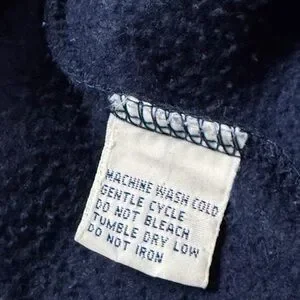 MACHINE WASH COLD
GENTLE CYCLE
DO NOT BLEACH
TUMBLE DRY LOW
DO NOT IRON